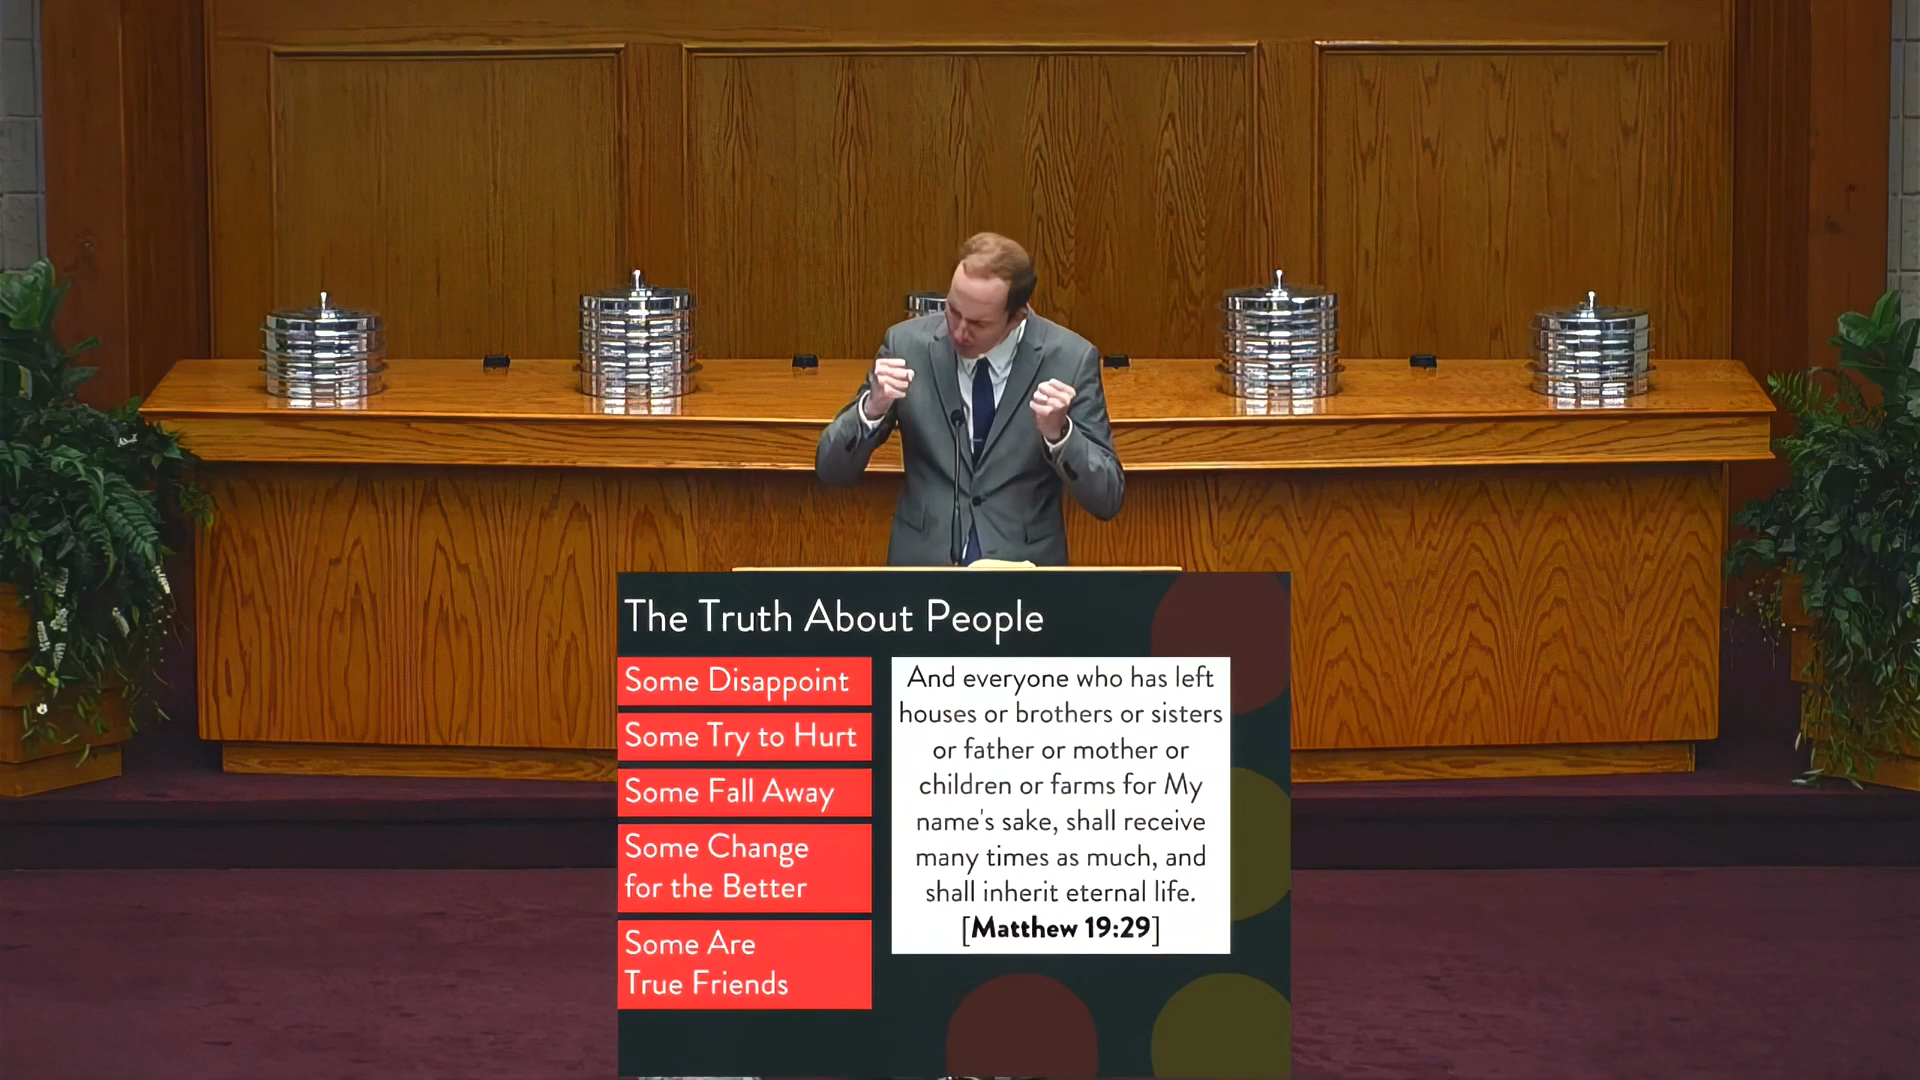 The Truth About People
Some Disappoint
Some Try to Hurt
Some Fall Away
Some Change
for the Better
Some Are
True Friends
And everyone who has left
houses or brothers or sisters
or father or mother or
children or farms for My
name's sake, shall receive
many times as much, and
shall inherit eternal life.
[Matthew 19:29]